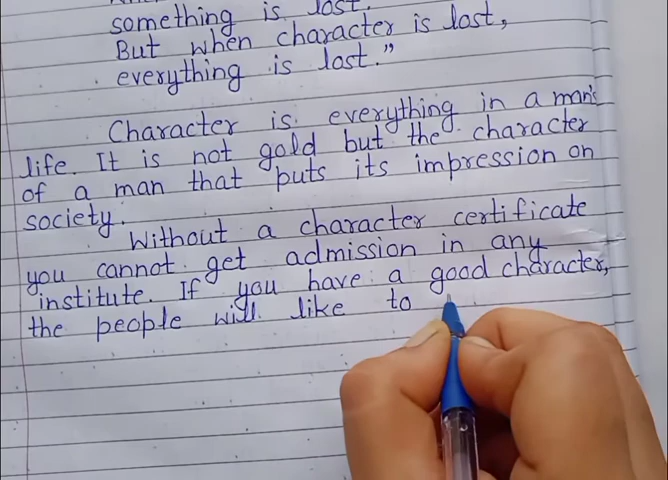 something is lost.
But when character is lost,
everything is lost."
Character is everything in a man's
life. It is not gold but the character
of a man that puts its impression on
society.
Without a character certificate
you cannot get admission in any
institute. If you have a good character,
the people will like to